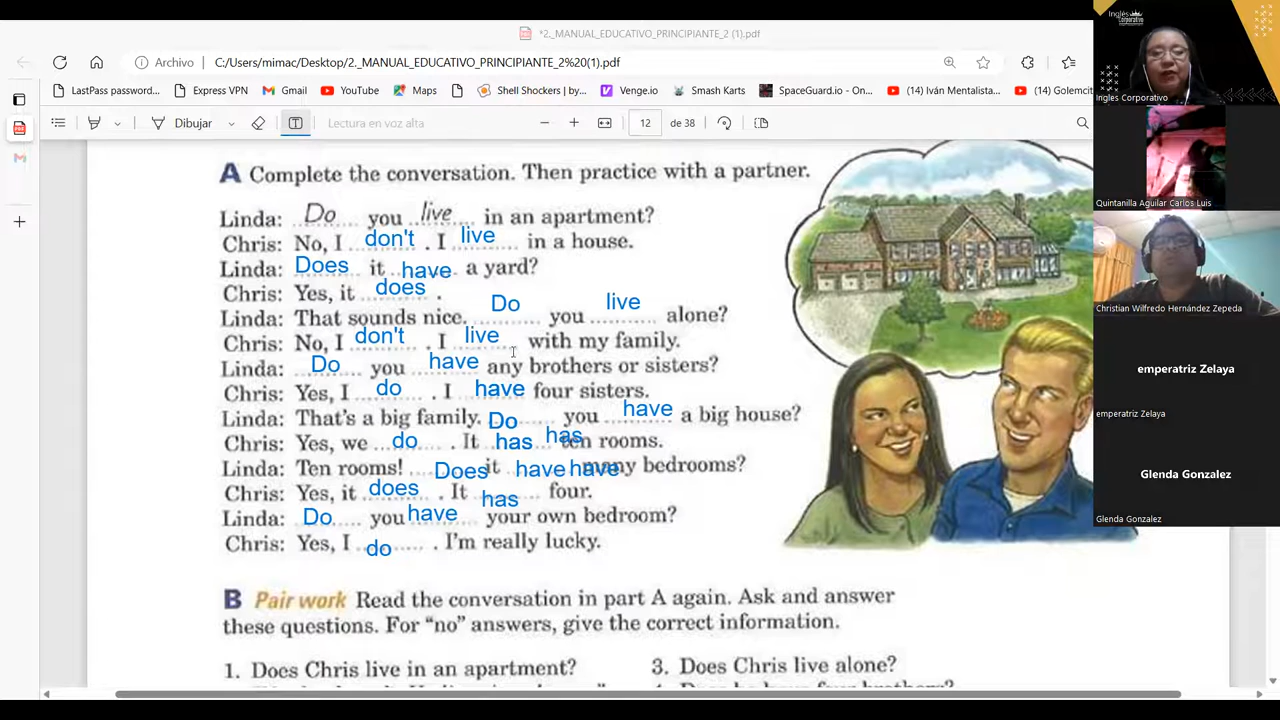 *2._MANUAL_EDUCATIVO_PRINCIPIANTE_2 (1).pdf
Archivo C:/Users/mimac/Desktop/2._MANUAL_EDUCATIVO_PRINCIPIANTE_2%20(1).pdf
LastPass password... Express VPN Gmail YouTube Maps Shell Shockers | by... Venge.io Smash Karts SpaceGuard.io - On... (14) Iván Mentalista... (14) Golemcit
Dibujar Lectura en voz alta 12 de 38
A Complete the conversation. Then practice with a partner.
Linda: Do you live in an apartment?
Chris: No, I don't . I live in a house.
Linda: Does it have a yard?
Chris: Yes, it does .
Linda: That sounds nice. Do you live alone?
Chris: No, I don't . I live with my family.
Linda: Do you have any brothers or sisters?
Chris: Yes, I do . I have four sisters.
Linda: That's a big family. Do you have a big house?
Chris: Yes, we do . It has has ten rooms.
Linda: Ten rooms! Does it have have many bedrooms?
Chris: Yes, it does . It has four.
Linda: Do you have your own bedroom?
Chris: Yes, I do . I'm really lucky.
B Pair work Read the conversation in part A again. Ask and answer
these questions. For "no" answers, give the correct information.
1. Does Chris live in an apartment?
3. Does Chris live alone?
Inglés
Corporativo
Ingles Corporativo
Quintanilla Aguilar Carlos Luis
Christian Wilfredo Hernández Zepeda
emperatriz Zelaya
emperatriz Zelaya
Glenda Gonzalez
Glenda Gonzalez